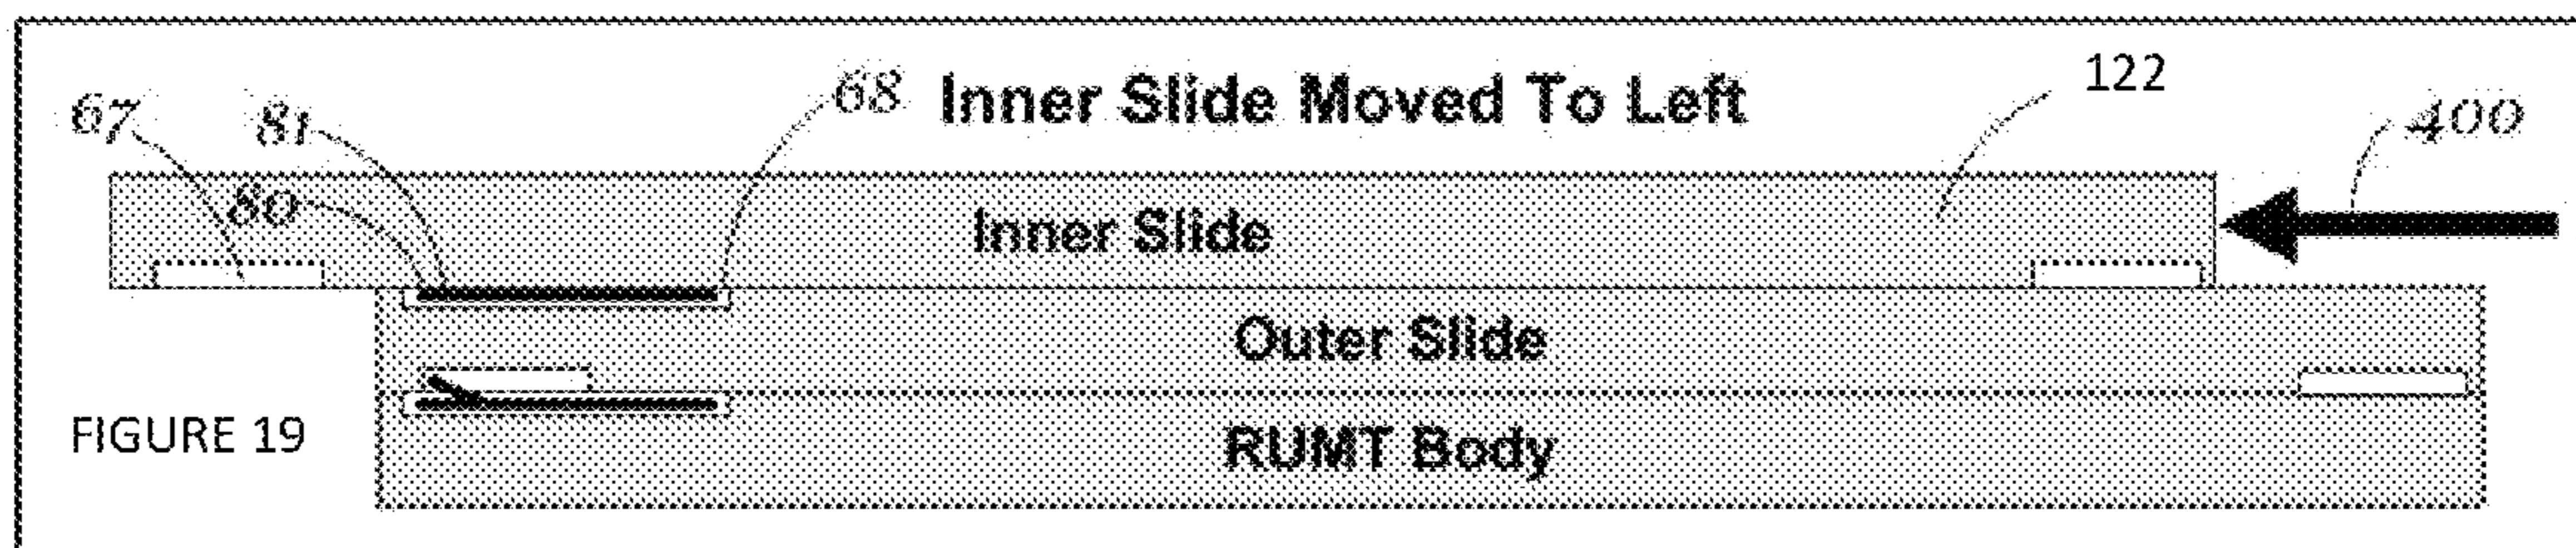 122
67 81 68 Inner Slide Moved To Left 400
80 Inner Slide
Outer Slide
FIGURE 19 RUMT Body